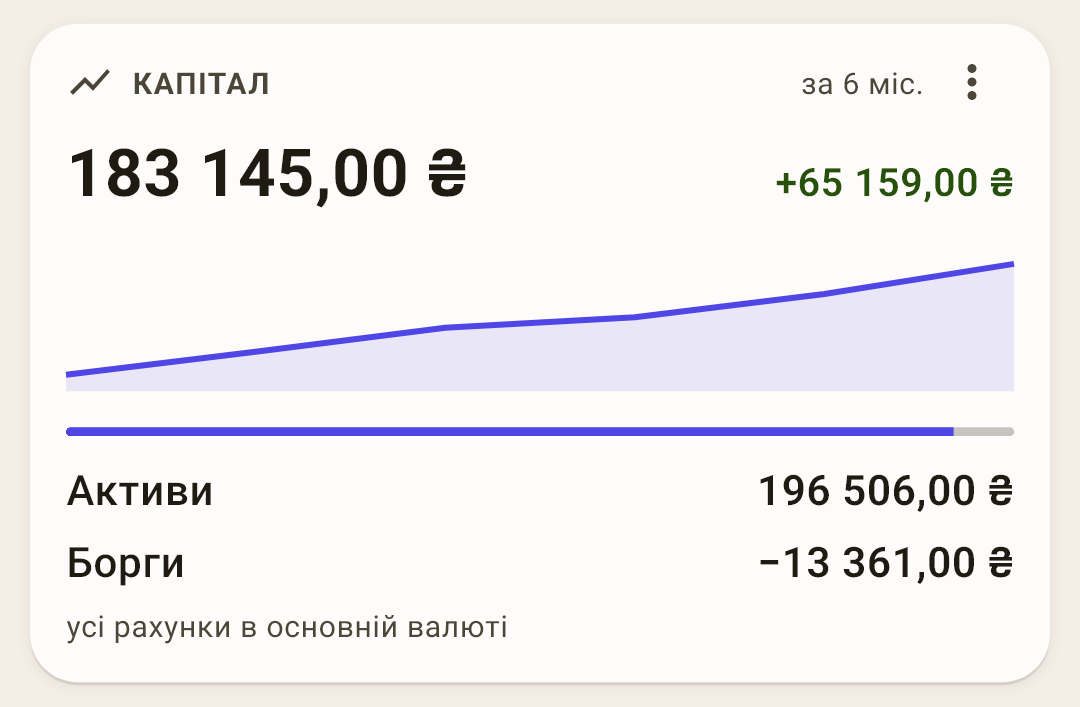 КАПІТАЛ
за 6 міс.
183 145,00 ₴
+65 159,00 ₴
Активи
196 506,00 ₴
Борги
−13 361,00 ₴
усі рахунки в основній валюті